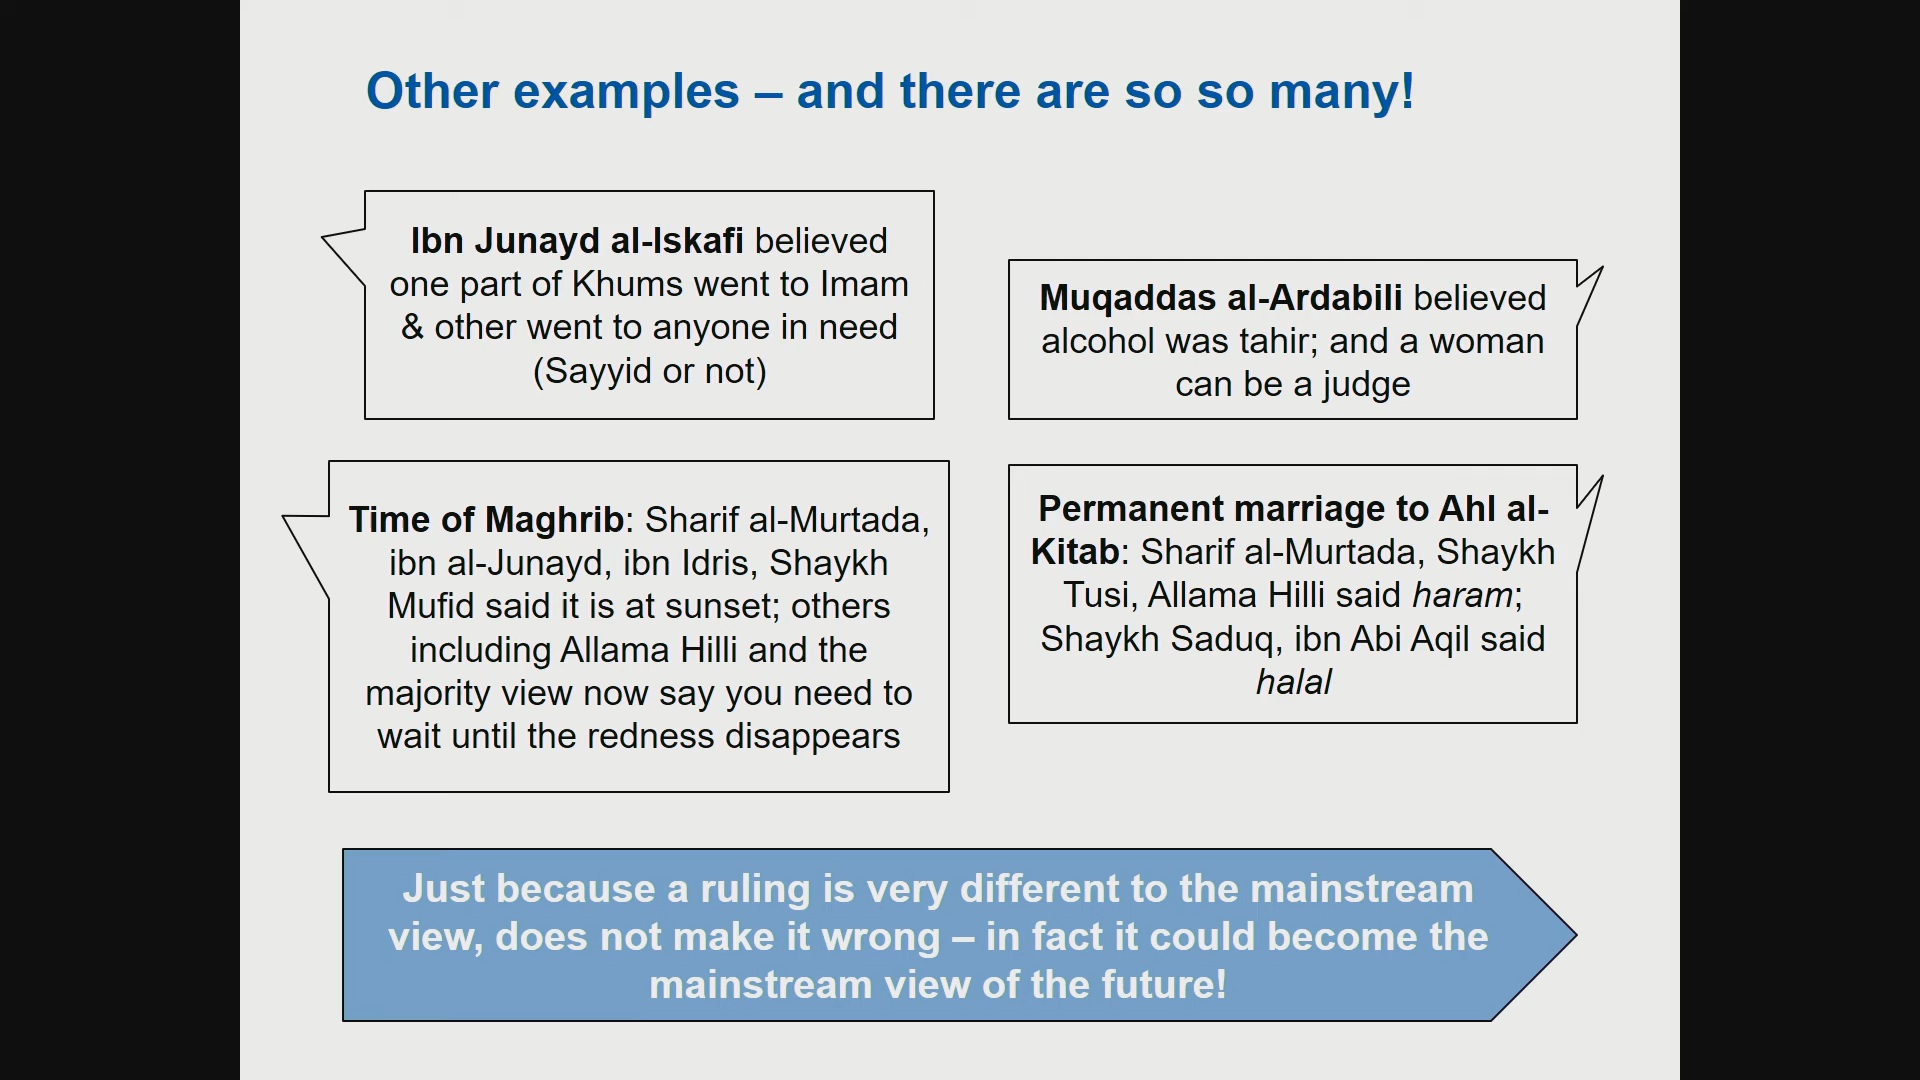 Other examples – and there are so so many!
Ibn Junayd al-Iskafi believed
one part of Khums went to Imam
& other went to anyone in need
(Sayyid or not)
Muqaddas al-Ardabili believed
alcohol was tahir; and a woman
can be a judge
Time of Maghrib: Sharif al-Murtada,
ibn al-Junayd, ibn Idris, Shaykh
Mufid said it is at sunset; others
including Allama Hilli and the
majority view now say you need to
wait until the redness disappears
Permanent marriage to Ahl al-
Kitab: Sharif al-Murtada, Shaykh
Tusi, Allama Hilli said haram;
Shaykh Saduq, ibn Abi Aqil said
halal
Just because a ruling is very different to the mainstream
view, does not make it wrong – in fact it could become the
mainstream view of the future!